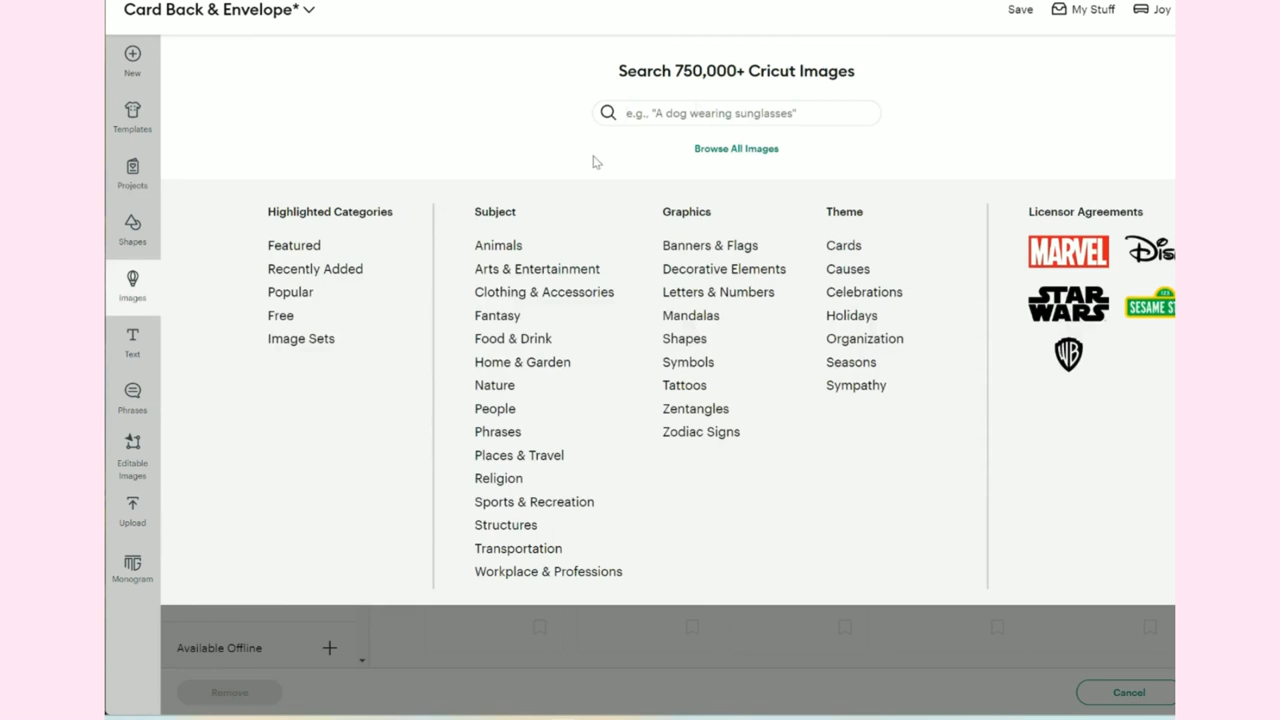 Card Back & Envelope*
Save
My Stuff
Joy
New
Templates
Projects
Shapes
Images
Text
Phrases
Editable
Images
Upload
Monogram
Search 750,000+ Cricut Images
e.g., "A dog wearing sunglasses"
Browse All Images
Highlighted Categories
Featured
Recently Added
Popular
Free
Image Sets
Subject
Animals
Arts & Entertainment
Clothing & Accessories
Fantasy
Food & Drink
Home & Garden
Nature
People
Phrases
Places & Travel
Religion
Sports & Recreation
Structures
Transportation
Workplace & Professions
Graphics
Banners & Flags
Decorative Elements
Letters & Numbers
Mandalas
Shapes
Symbols
Tattoos
Zentangles
Zodiac Signs
Theme
Cards
Causes
Celebrations
Holidays
Organization
Seasons
Sympathy
Licensor Agreements
MARVEL
Dis
STAR
WARS
123
SESAME S
WB
Available Offline
Remove
Cancel